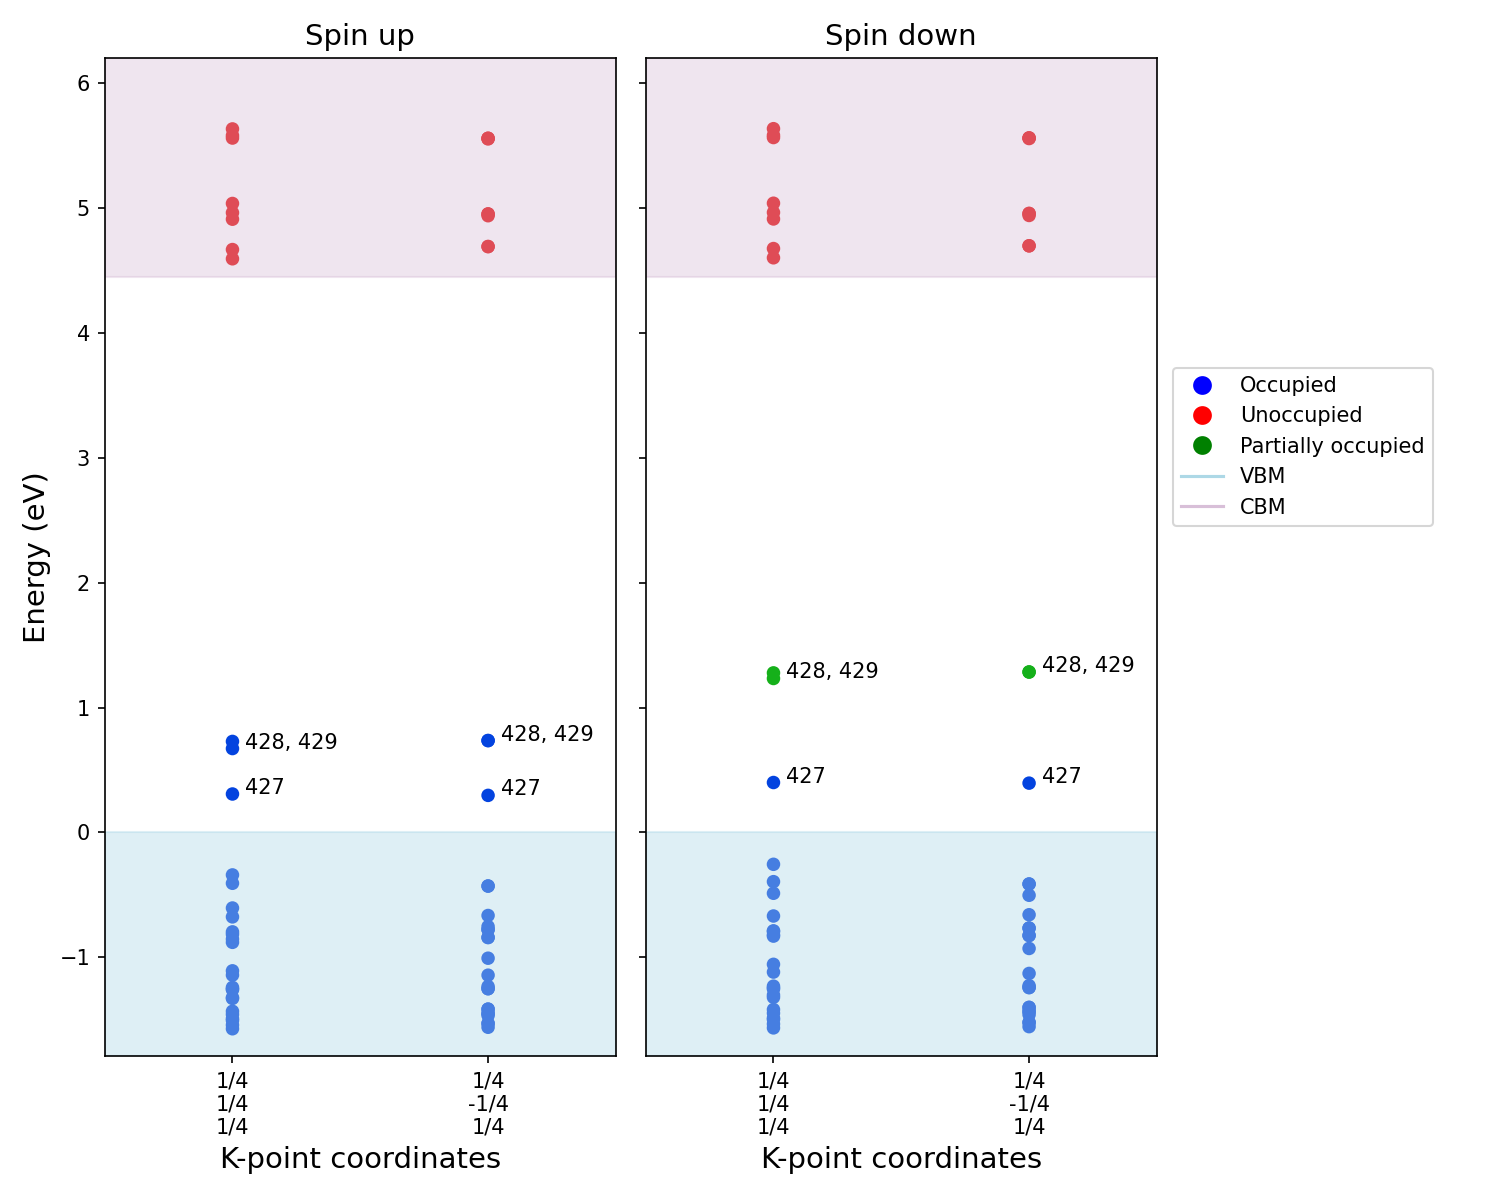 Spin up
Spin down
6
5
4
3
2
1
0
−1
Energy (eV)
428, 429
427
428, 429
427
428, 429
427
428, 429
427
Occupied
Unoccupied
Partially occupied
VBM
CBM
1/4
1/4
1/4
1/4
-1/4
1/4
1/4
1/4
1/4
1/4
-1/4
1/4
K-point coordinates
K-point coordinates